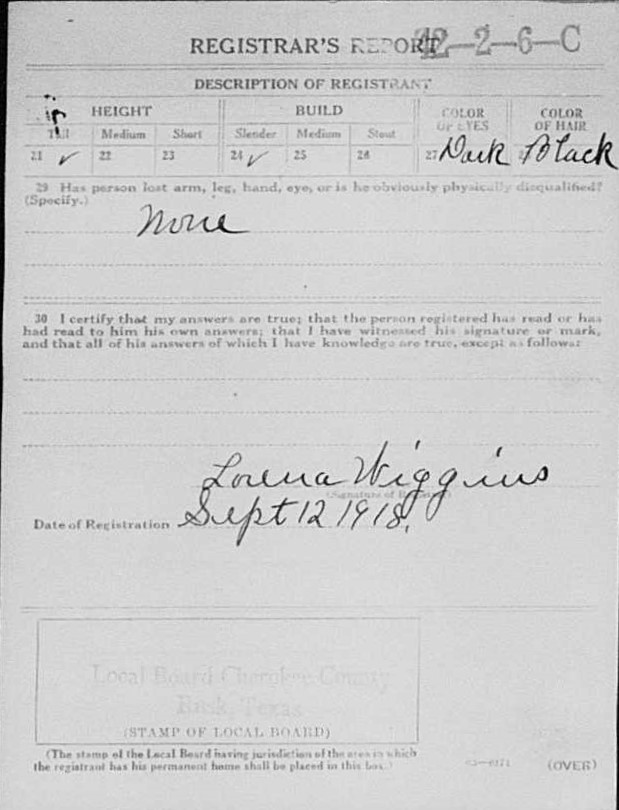 REGISTRAR'S REPORT 42-2-6-C
DESCRIPTION OF REGISTRANT
HEIGHT BUILD COLOR OF EYES COLOR OF HAIR
Tall Medium Short Slender Medium Stout
21 ✓ 22 23 24 ✓ 25 26 27 Dark Black
29 Has person lost arm, leg, hand, eye, or is he obviously physically disqualified?
(Specify.)
None
30 I certify that my answers are true; that the person registered has read or has
had read to him his own answers; that I have witnessed his signature or mark,
and that all of his answers of which I have knowledge are true, except as follows:
Lorena Wiggins
(Signature of Registrar)
Date of Registration Sept 12 1918.
Local Board Cherokee County
Rusk, Texas
(STAMP OF LOCAL BOARD)
(The stamp of the Local Board having jurisdiction of the area in which
the registrant has his permanent home shall be placed in this box.)
(OVER)